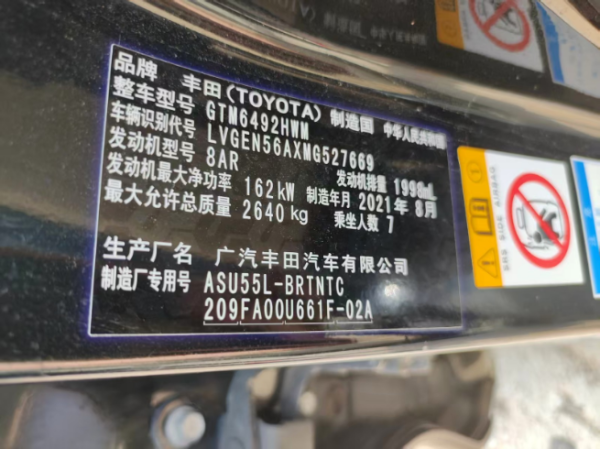 品牌 丰田(TOYOTA) 制造国 中华人民共和国
整车型号 GTM6492HWM
车辆识别代号 LVGEN56AXMG527669
发动机型号 8AR 发动机排量 1998mL
发动机最大净功率 162kW 制造年月 2021年8月
最大允许总质量 2640kg 乘坐人数 7
生产厂名 广汽丰田汽车有限公司
制造厂专用号 ASU55L-BRTNTC
209FA00U661F-02A
SRS SIDE AIRBAG